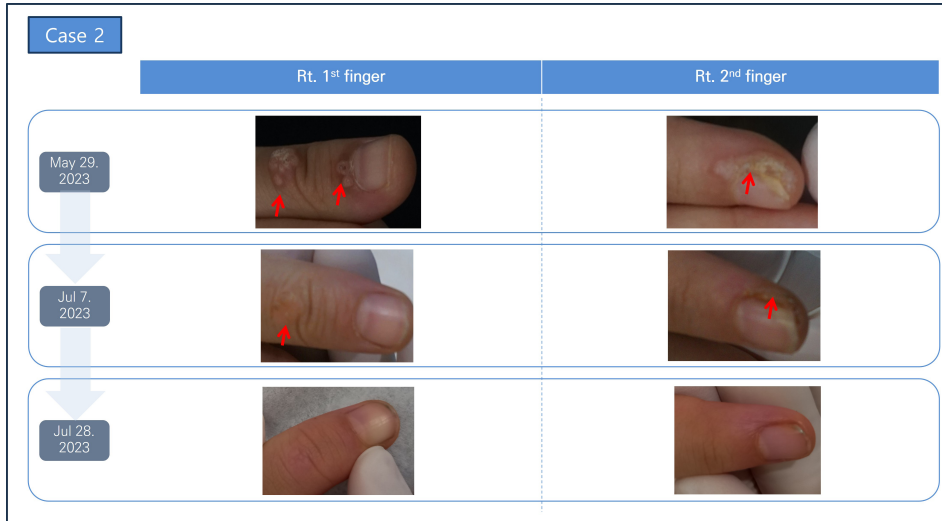 Case 2
Rt. 1st finger
Rt. 2nd finger
May 29.
2023
Jul 7.
2023
Jul 28.
2023